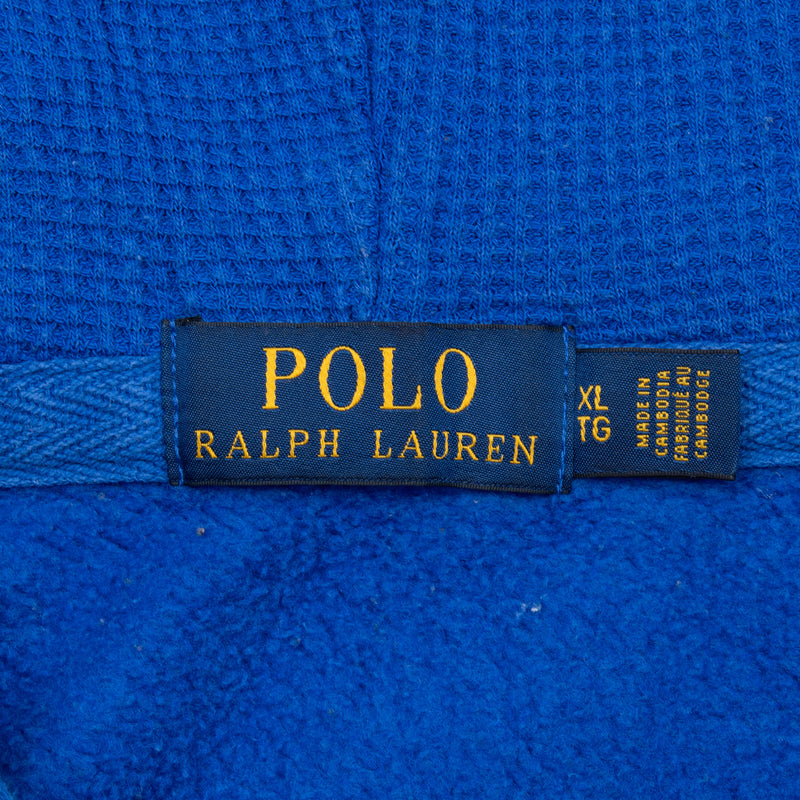 POLO
RALPH LAUREN
XL
TG
MADE IN
CAMBODIA
FABRIQUÉ AU
CAMBODGE